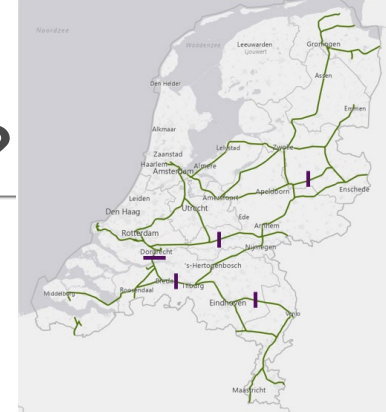 Noordzee
Waddenzee
Leeuwarden
Ljouwert
Groningen
Assen
Den Helder
Emmen
Alkmaar
Lelystad
Zwolle
Zaanstad
Haarlem
Almere
Amsterdam
Apeldoorn
Enschede
Leiden
Amersfoort
Utrecht
Den Haag
Ede
Arnhem
Rotterdam
Nijmegen
Dordrecht
's-Hertogenbosch
Breda
Tilburg
Middelburg
Roosendaal
Eindhoven
Venlo
Maastricht